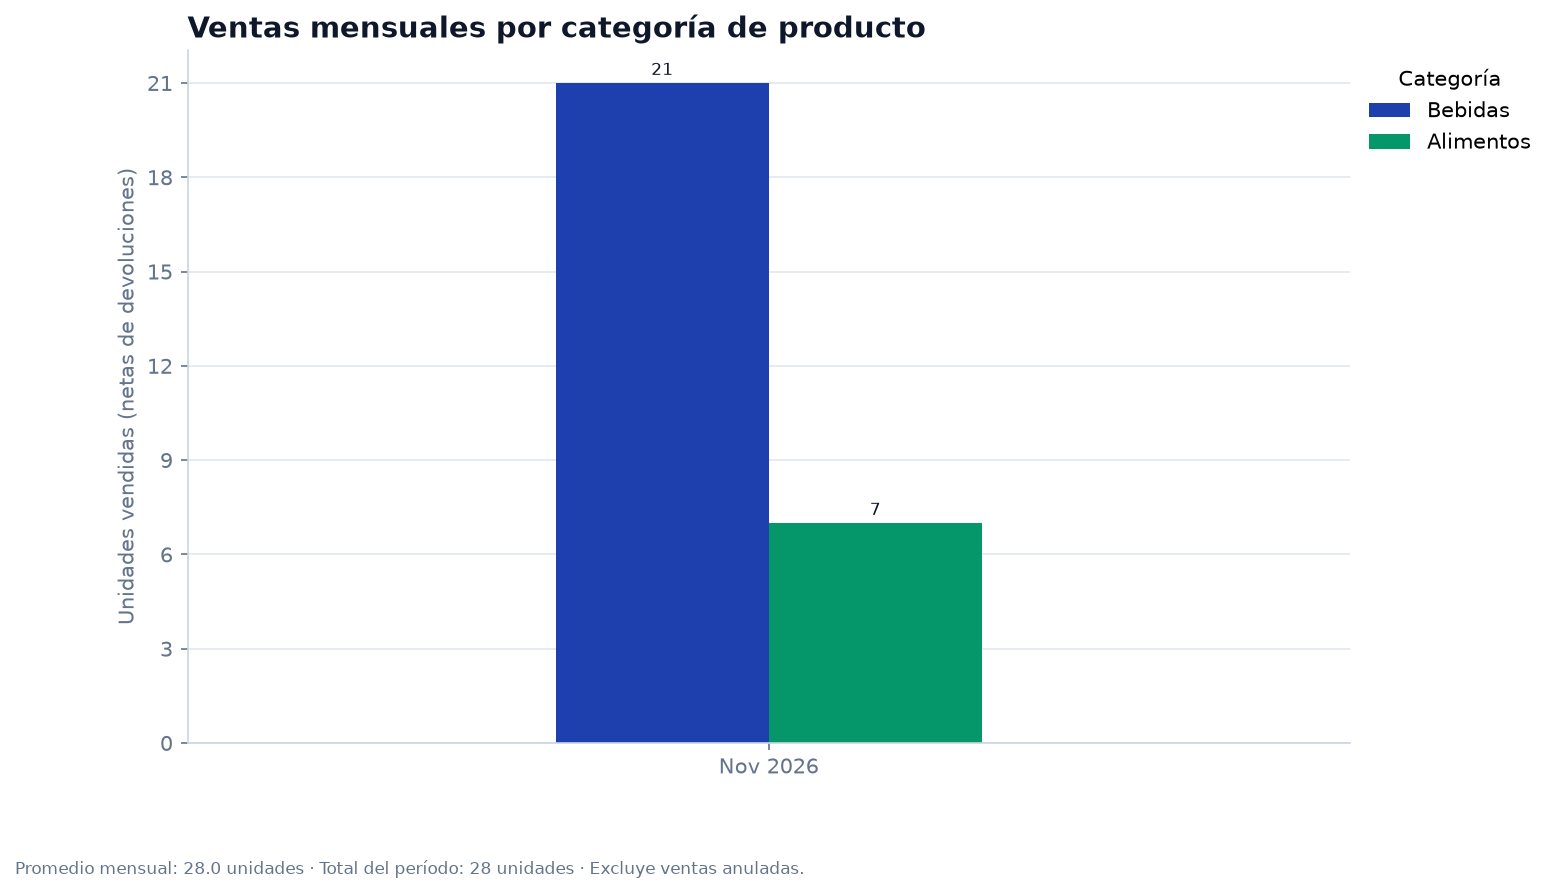 Ventas mensuales por categoría de producto
Categoría
Bebidas
Alimentos
Unidades vendidas (netas de devoluciones)
21
18
15
12
9
6
3
0
21
7
Nov 2026
Promedio mensual: 28.0 unidades · Total del período: 28 unidades · Excluye ventas anuladas.